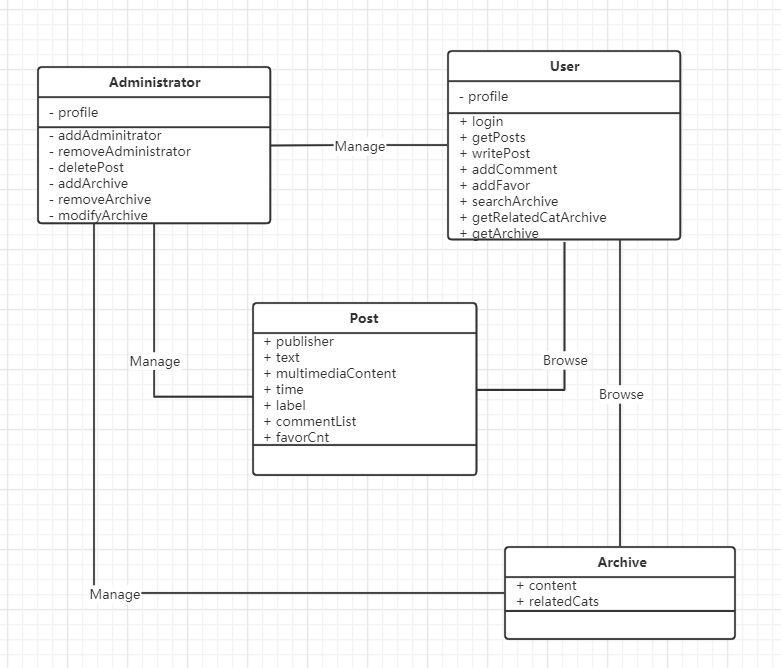 Administrator
- profile
- addAdminitrator
- removeAdministrator
- deletePost
- addArchive
- removeArchive
- modifyArchive
Manage
User
- profile
+ login
+ getPosts
+ writePost
+ addComment
+ addFavor
+ searchArchive
+ getRelatedCatArchive
+ getArchive
Manage
Post
+ publisher
+ text
+ multimediaContent
+ time
+ label
+ commentList
+ favorCnt
Browse
Browse
Manage
Archive
+ content
+ relatedCats